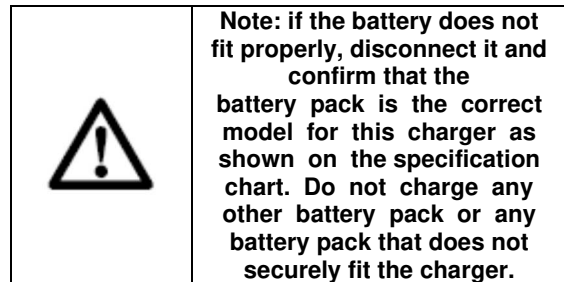 Note: if the battery does not
fit properly, disconnect it and
confirm that the
battery pack is the correct
model for this charger as
shown on the specification
chart. Do not charge any
other battery pack or any
battery pack that does not
securely fit the charger.